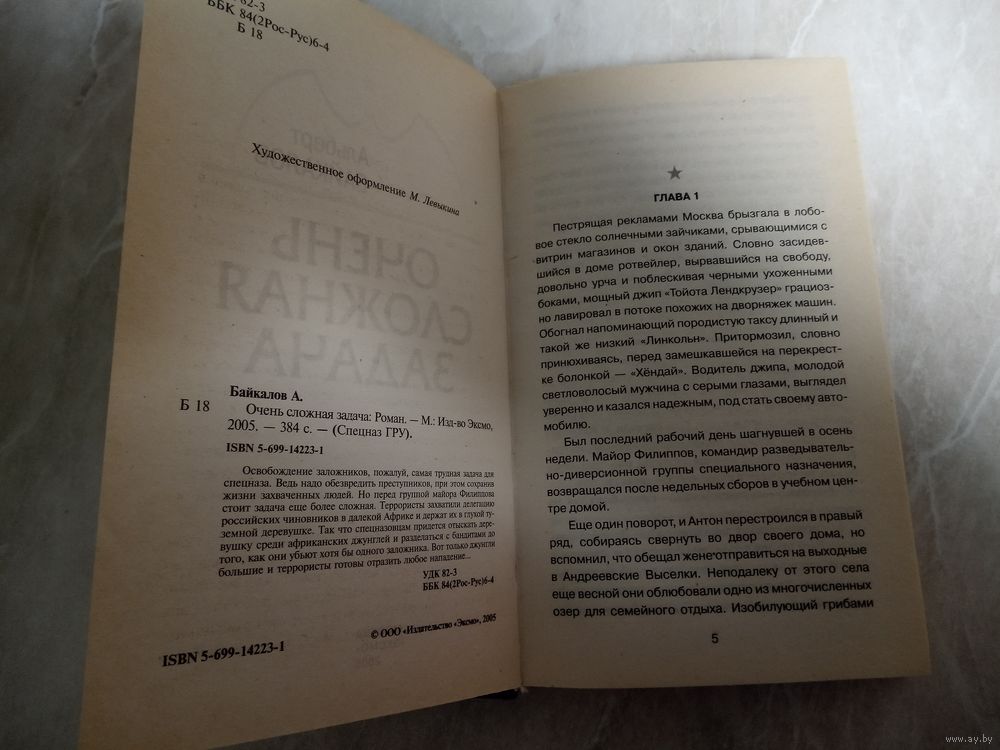 82-3
ББК 84(2Рос-Рус)6-4
Б 18
Художественное оформление М. Левыкина
Байкалов А.
Б 18 Очень сложная задача: Роман. — М.: Изд-во Эксмо,
2005. — 384 с. — (Спецназ ГРУ).
ISBN 5-699-14223-1
Освобождение заложников, пожалуй, самая трудная задача для
спецназа. Ведь надо обезвредить преступников, при этом сохранив
жизни захваченных людей. Но перед группой майора Филиппова
стоит задача еще более сложная. Террористы захватили делегацию
российских чиновников в далекой Африке и держат их в глухой ту-
земной деревушке. Так что спецназовцам придется отыскать дере-
вушку среди африканских джунглей и разделаться с бандитами до
того, как они убьют хотя бы одного заложника. Вот только джунгли
большие и террористы готовы отразить любое нападение...
УДК 82-3
ББК 84(2Рос-Рус)6-4
© ООО «Издательство «Эксмо», 2005
ISBN 5-699-14223-1
ГЛАВА 1
Пестрящая рекламами Москва брызгала в лобо-
вое стекло солнечными зайчиками, срывающимися с
витрин магазинов и окон зданий. Словно засидев-
шийся в доме ротвейлер, вырвавшийся на свободу,
довольно урча и поблескивая черными ухоженными
боками, мощный джип «Тойота Лендкрузер» грациоз-
но лавировал в потоке похожих на дворняжек машин.
Обогнал напоминающий породистую таксу длинный и
такой же низкий «Линкольн». Притормозил, словно
принюхиваясь, перед замешкавшейся на перекрест-
ке болонкой — «Хёндай». Водитель джипа, молодой
светловолосый мужчина с серыми глазами, выглядел
уверенно и казался надежным, под стать своему авто-
мобилю.
Был последний рабочий день шагнувшей в осень
недели. Майор Филиппов, командир разведыватель-
но-диверсионной группы специального назначения,
возвращался после недельных сборов в учебном цен-
тре домой.
Еще один поворот, и Антон перестроился в правый
ряд, собираясь свернуть во двор своего дома, но
вспомнил, что обещал жене отправиться на выходные
в Андреевские Выселки. Неподалеку от этого села
еще весной они облюбовали одно из многочисленных
озер для семейного отдыха. Изобилующий грибами
5
www.ay.by